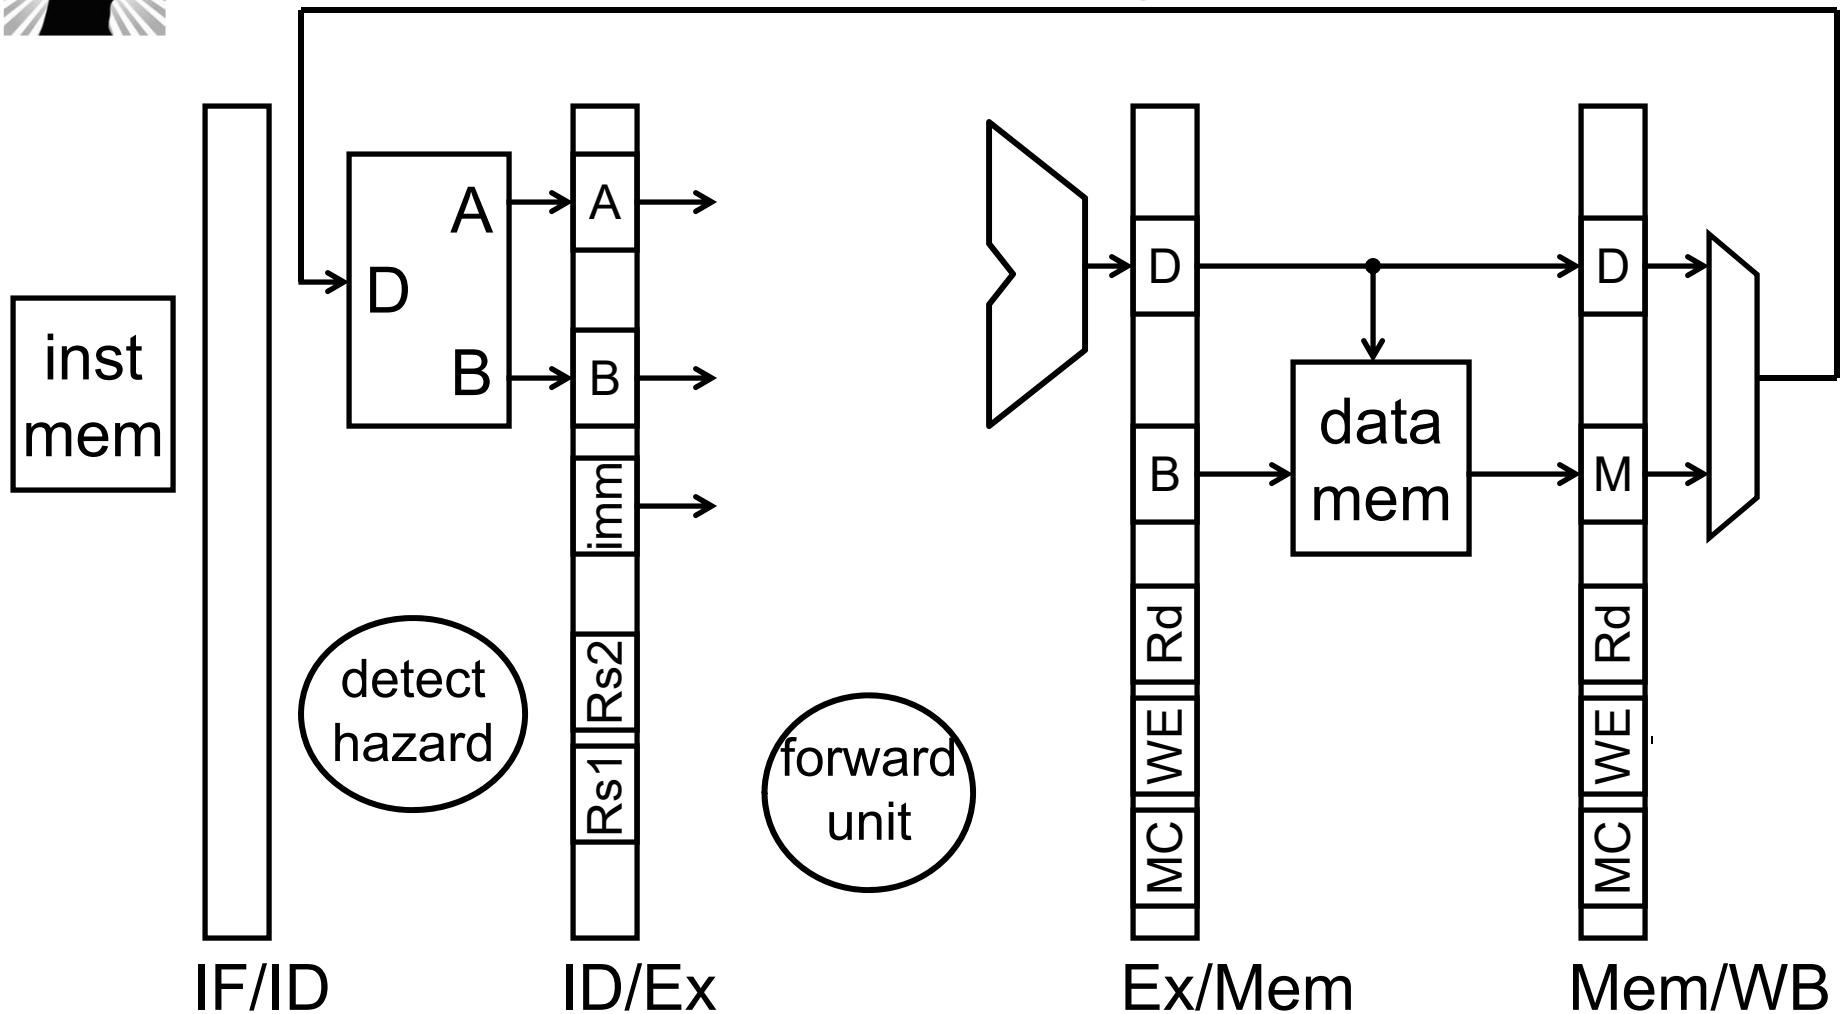 inst
mem
D
A
B
A
B
imm
Rs2
Rs1
detect
hazard
forward
unit
D
B
Rd
WE
MC
data
mem
D
M
Rd
WE
MC
IF/ID
ID/Ex
Ex/Mem
Mem/WB